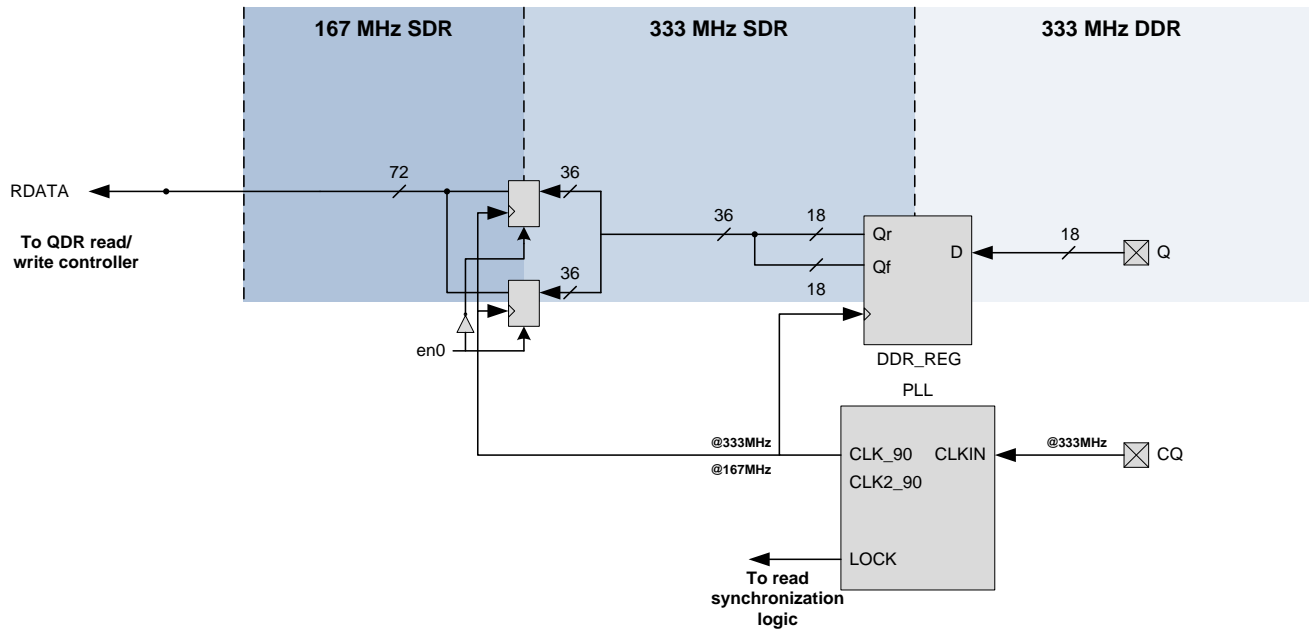 167 MHz SDR
333 MHz SDR
333 MHz DDR
72
36
RDATA
36
18
18
Qr
D
Q
To QDR read/
write controller
Qf
36
18
en0
DDR_REG
PLL
@333MHz
@333MHz
CLK_90
CLKIN
CQ
@167MHz
CLK2_90
LOCK
To read
synchronization
logic